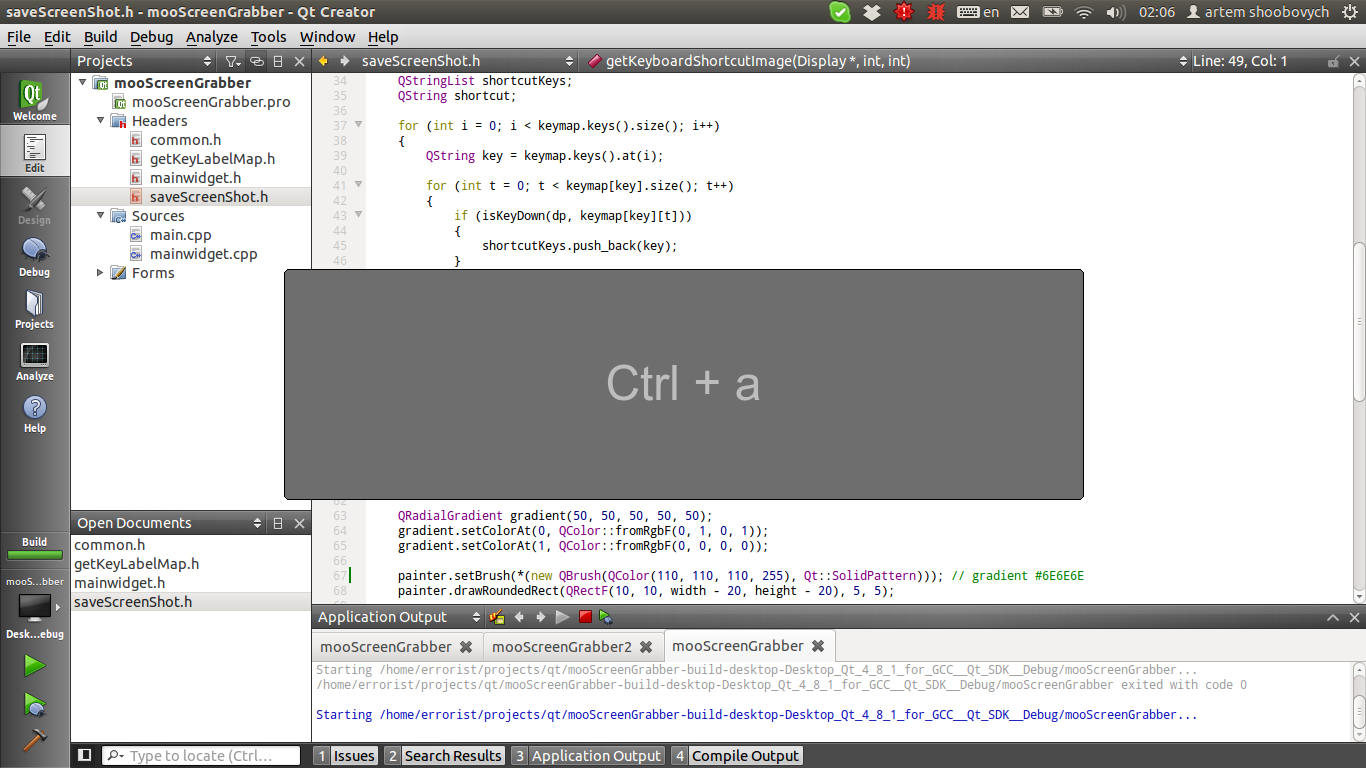 saveScreenShot.h - mooScreenGrabber - Qt Creator
en
02:06
artem shoobovych
File Edit Build Debug Analyze Tools Window Help
Projects
saveScreenShot.h
getKeyboardShortcutImage(Display *, int, int)
Line: 49, Col: 1
Welcome
Edit
Design
Debug
Projects
Analyze
Help
Build
mooS...bber
Desk...ebug
mooScreenGrabber
mooScreenGrabber.pro
Headers
common.h
getKeyLabelMap.h
mainwidget.h
saveScreenShot.h
Sources
main.cpp
mainwidget.cpp
Forms
Open Documents
common.h
getKeyLabelMap.h
mainwidget.h
saveScreenShot.h
34 QStringList shortcutKeys;
35 QString shortcut;
36
37 for (int i = 0; i < keymap.keys().size(); i++)
38 {
39 QString key = keymap.keys().at(i);
40
41 for (int t = 0; t < keymap[key].size(); t++)
42 {
43 if (isKeyDown(dp, keymap[key][t]))
44 {
45 shortcutKeys.push_back(key);
46 }
Ctrl + a
62
63 QRadialGradient gradient(50, 50, 50, 50, 50);
64 gradient.setColorAt(0, QColor::fromRgbF(0, 1, 0, 1));
65 gradient.setColorAt(1, QColor::fromRgbF(0, 0, 0, 0));
66
67 painter.setBrush(*(new QBrush(QColor(110, 110, 110, 255), Qt::SolidPattern))); // gradient #6E6E6E
68 painter.drawRoundedRect(QRectF(10, 10, width - 20, height - 20), 5, 5);
Application Output
mooScreenGrabber
mooScreenGrabber2
mooScreenGrabber
Starting /home/errorist/projects/qt/mooScreenGrabber-build-desktop-Desktop_Qt_4_8_1_for_GCC__Qt_SDK__Debug/mooScreenGrabber...
/home/errorist/projects/qt/mooScreenGrabber-build-desktop-Desktop_Qt_4_8_1_for_GCC__Qt_SDK__Debug/mooScreenGrabber exited with code 0
Starting /home/errorist/projects/qt/mooScreenGrabber-build-desktop-Desktop_Qt_4_8_1_for_GCC__Qt_SDK__Debug/mooScreenGrabber...
Type to locate (Ctrl...
1 Issues 2 Search Results 3 Application Output 4 Compile Output